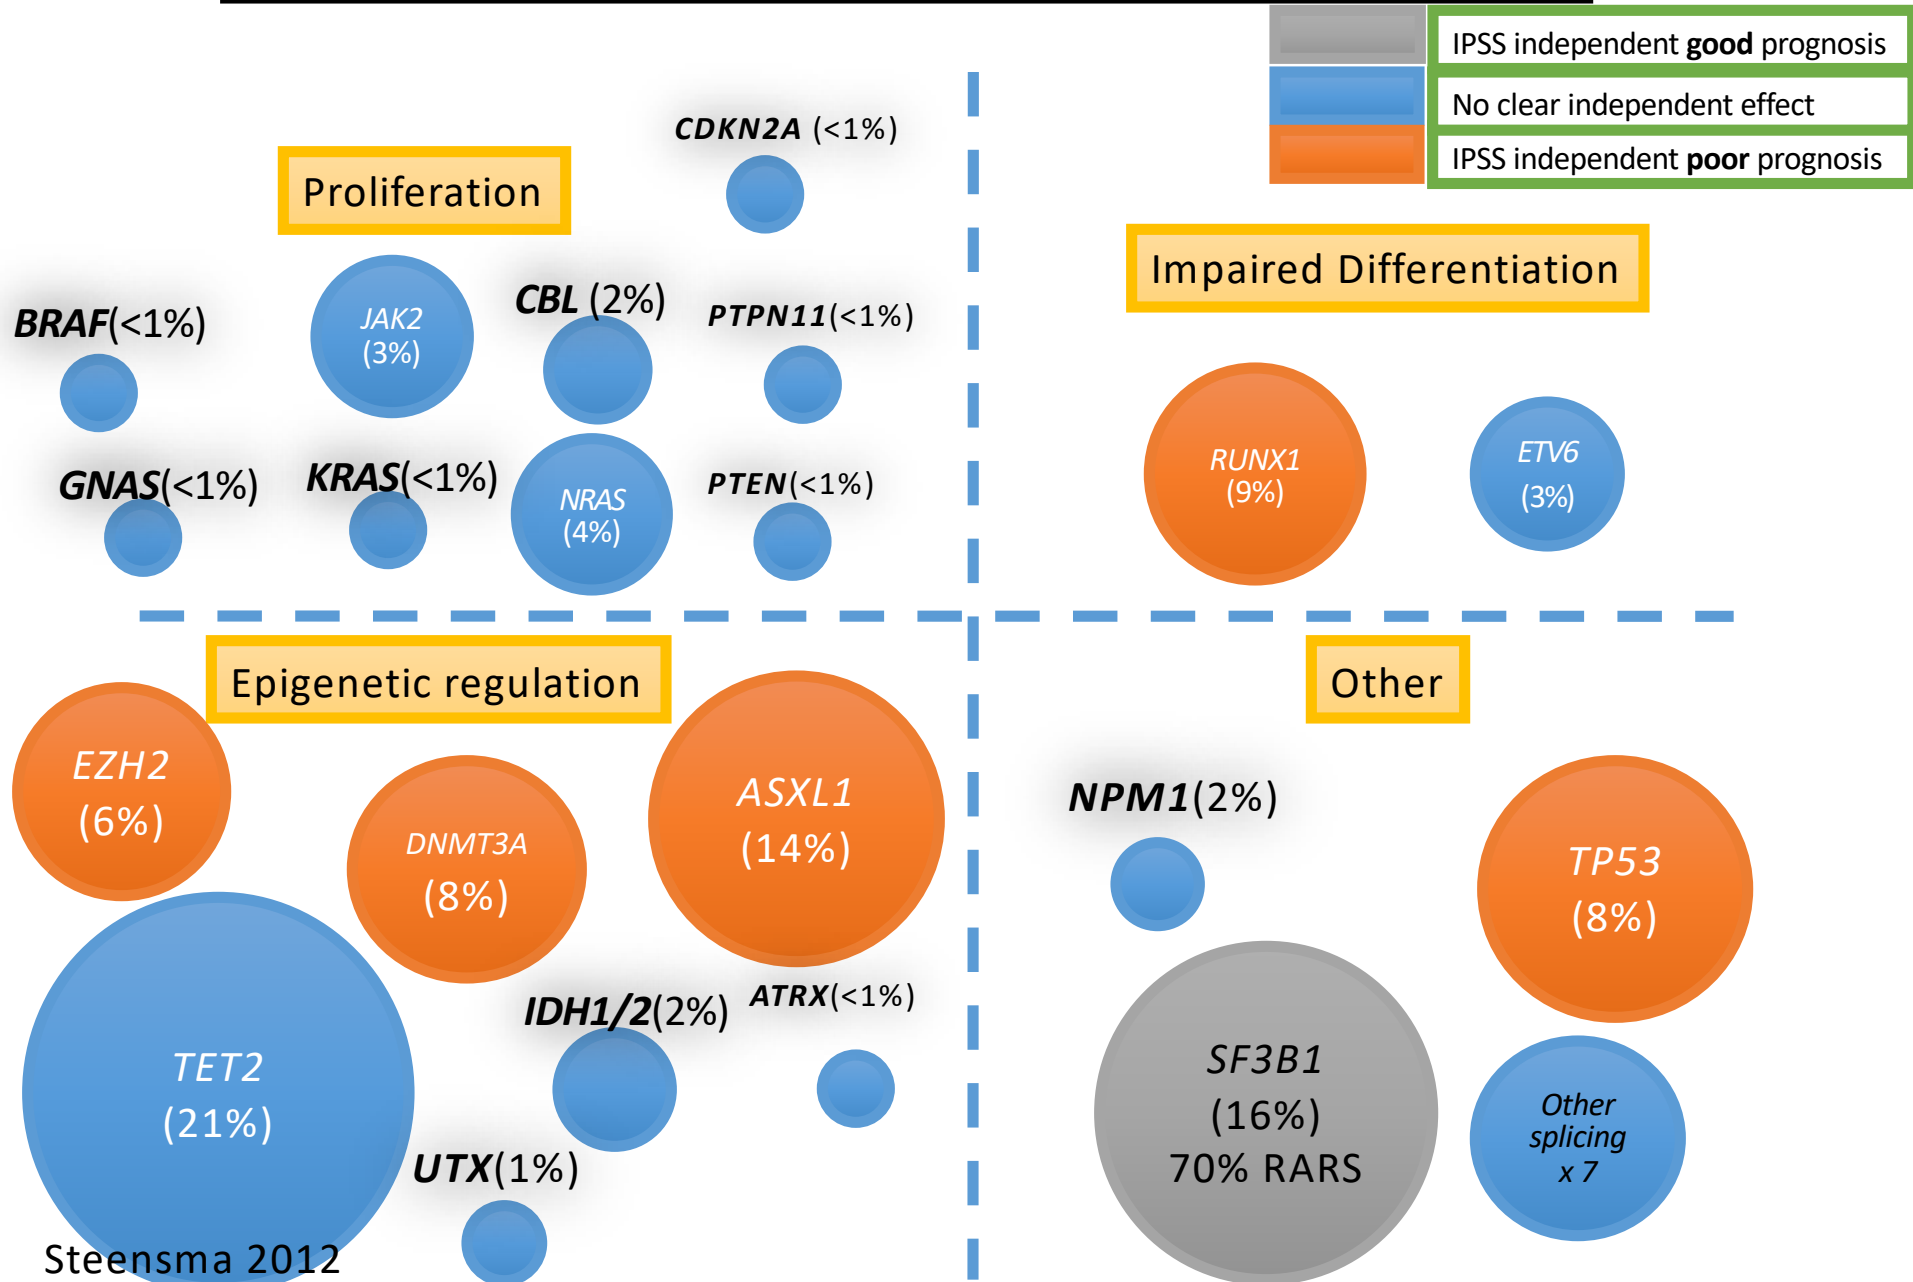 IPSS independent good prognosis
No clear independent effect
IPSS independent poor prognosis
Proliferation
CDKN2A (<1%)
BRAF(<1%)
JAK2
(3%)
CBL (2%)
PTPN11(<1%)
GNAS(<1%)
KRAS(<1%)
NRAS
(4%)
PTEN(<1%)
Impaired Differentiation
RUNX1
(9%)
ETV6
(3%)
Epigenetic regulation
EZH2
(6%)
DNMT3A
(8%)
ASXL1
(14%)
TET2
(21%)
IDH1/2(2%)
ATRX(<1%)
UTX(1%)
Other
NPM1(2%)
TP53
(8%)
SF3B1
(16%)
70% RARS
Other
splicing
x 7
Steensma 2012